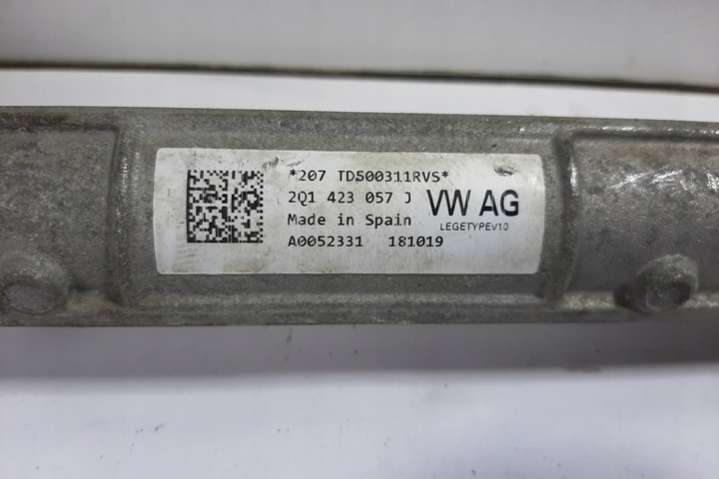 *207 TD500311RVS*
2Q1 423 057 J
Made in Spain
A0052331 181019
VW AG
LEGETYPEV10